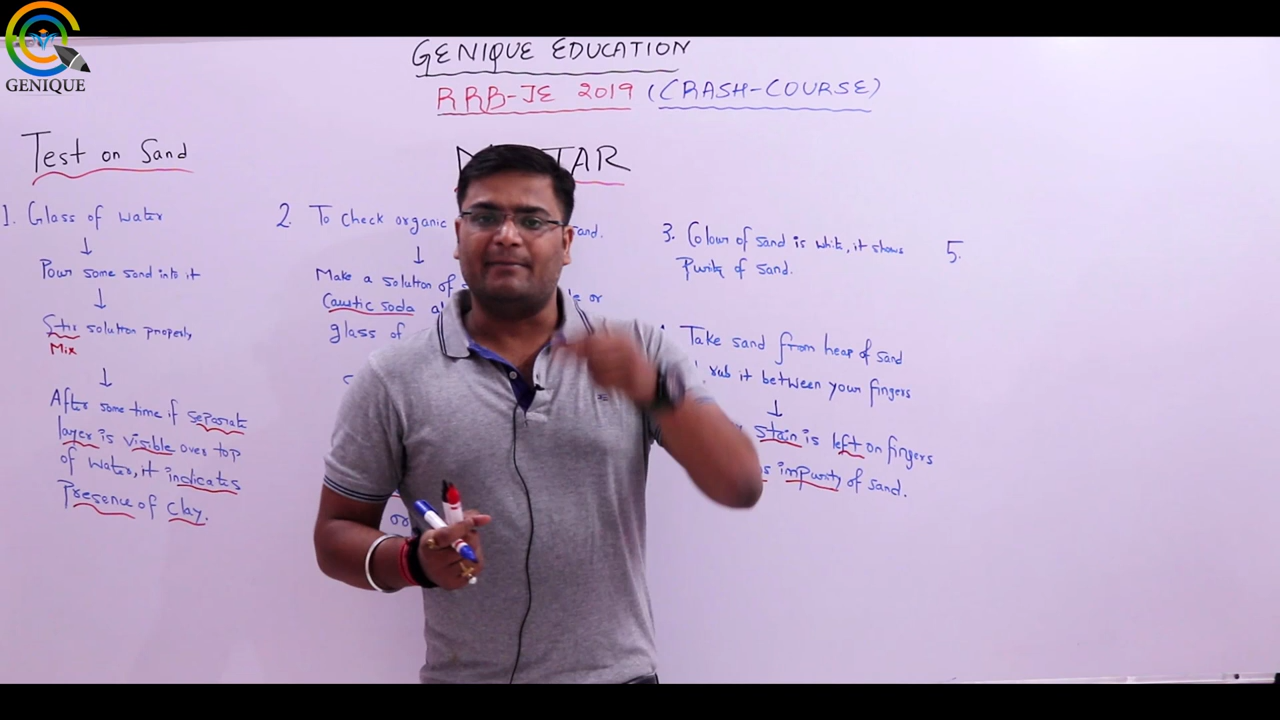 GENIQUE
GENIQUE EDUCATION
RRB-JE 2019 (CRASH-COURSE)
Test on Sand
TAR
1. Glass of water
Pour some sand into it
Stir solution properly
Mix
After some time if separate
layer is visible over top
of water, it indicates
Presence of clay.
2. To check organic
Make a solution of
Caustic soda
or
glass of
or
3. Colour of sand is white, it shows
Purity of sand.
Take sand from heap of sand
rub it between your fingers
stain is left on fingers
impurity of sand.
5.